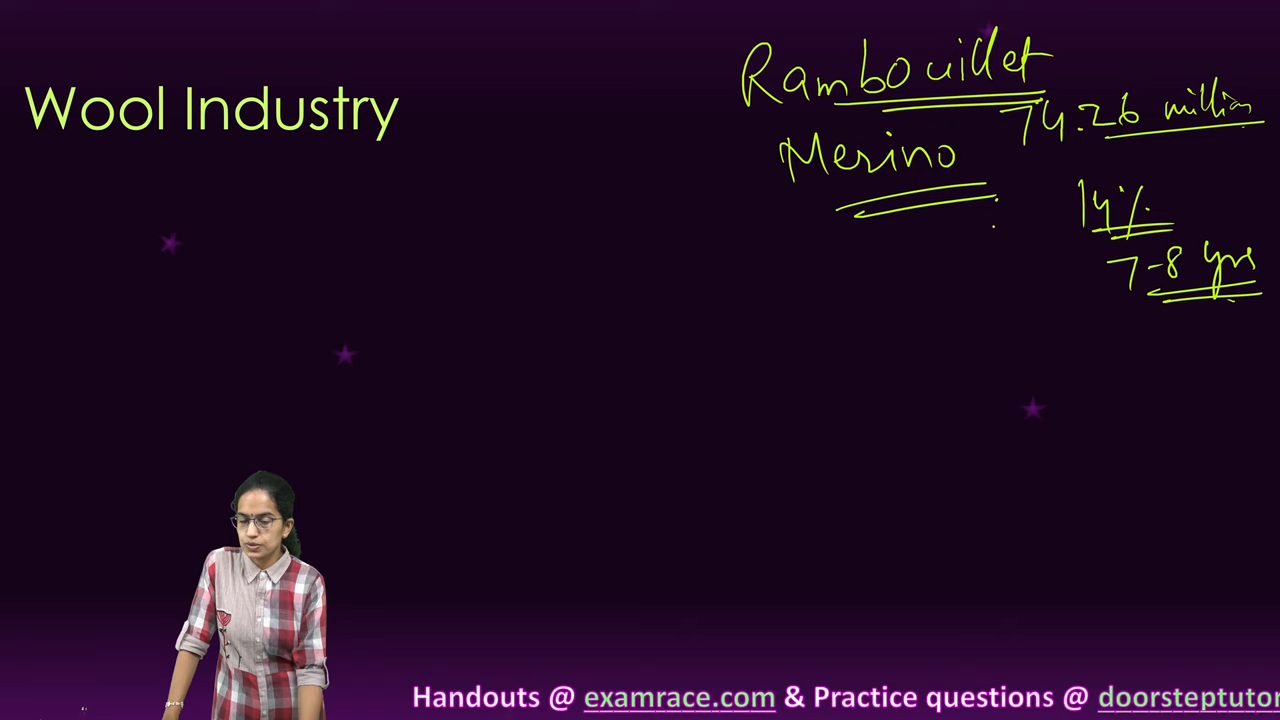 Wool Industry
Rambouillet
74.26 million
Merino
14%
7-8 yrs
Handouts @ examrace.com & Practice questions @ doorsteptutor